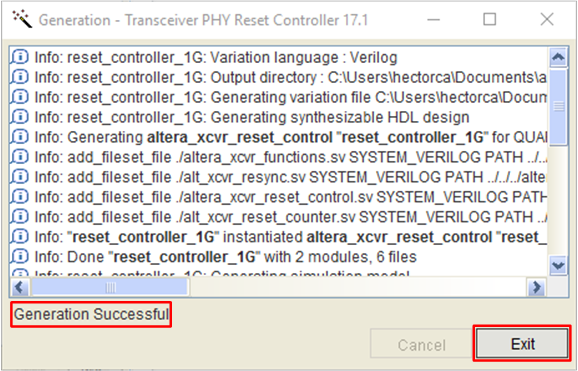 Generation - Transceiver PHY Reset Controller 17.1
Info: reset_controller_1G: Variation language : Verilog
Info: reset_controller_1G: Output directory : C:\Users\hectorca\Documents\a
Info: reset_controller_1G: Generating variation file C:\Users\hectorca\Docum
Info: reset_controller_1G: Generating synthesizable HDL design
Info: Generating altera_xcvr_reset_control "reset_controller_1G" for QUA
Info: add_fileset_file ./altera_xcvr_functions.sv SYSTEM_VERILOG PATH ../..
Info: add_fileset_file ./alt_xcvr_resync.sv SYSTEM_VERILOG PATH ../../../alte
Info: add_fileset_file ./altera_xcvr_reset_control.sv SYSTEM_VERILOG PATH
Info: add_fileset_file ./alt_xcvr_reset_counter.sv SYSTEM_VERILOG PATH ../..
Info: "reset_controller_1G" instantiated altera_xcvr_reset_control "reset_
Info: Done "reset_controller_1G" with 2 modules, 6 files
Info: reset_controller_1G: Generating simulation model
Generation Successful
Cancel
Exit